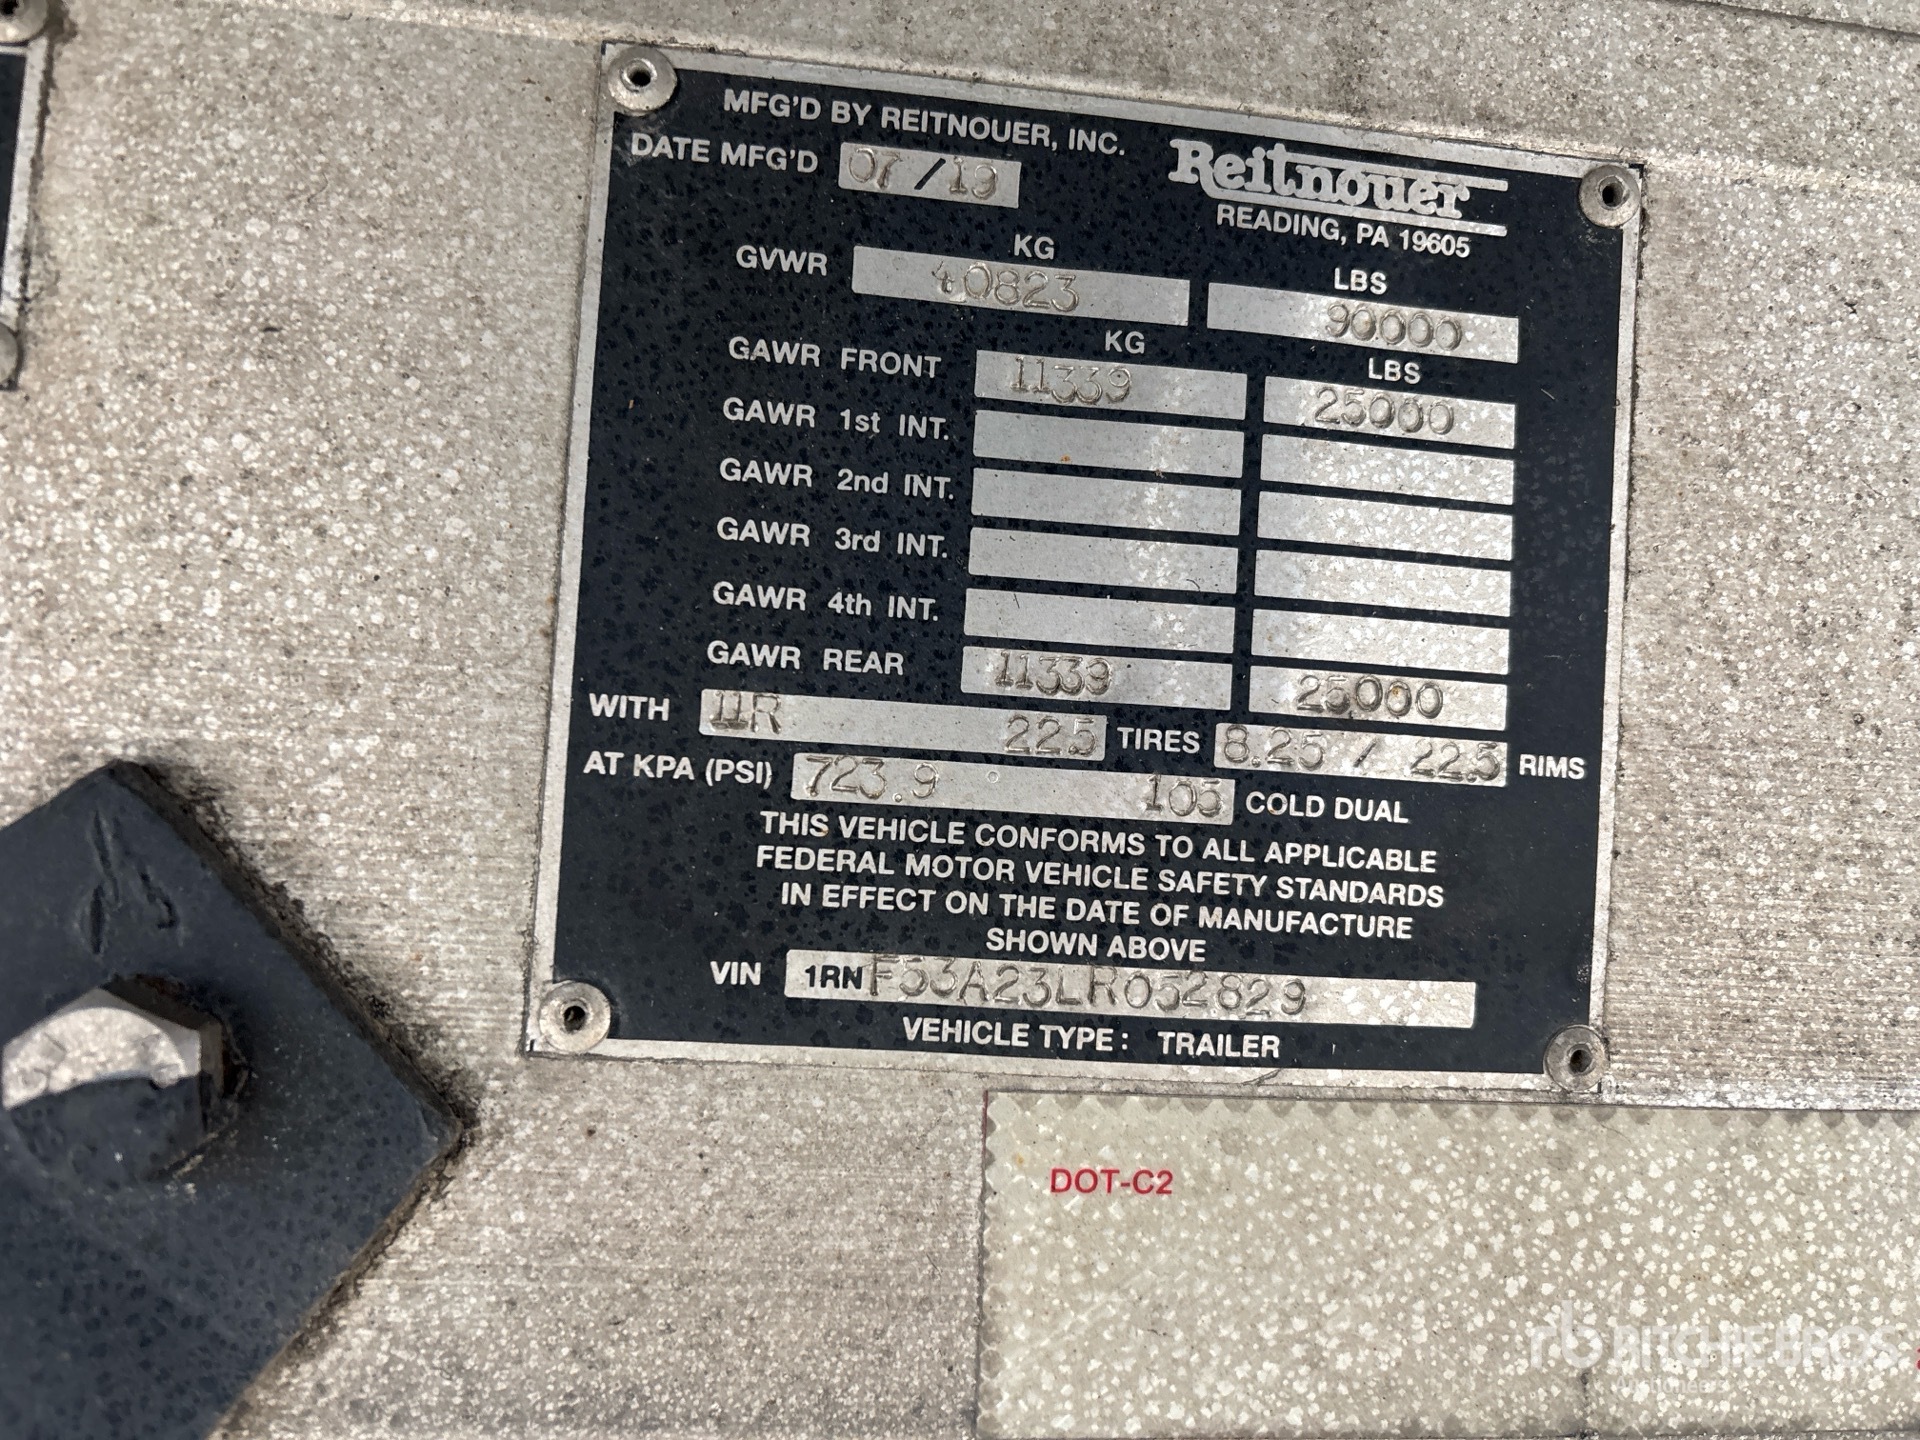 MFG'D BY REITNOUER, INC.
DATE MFG'D 07/19
Reitnouer
READING, PA 19605
KG LBS
GVWR 40823 90000
KG LBS
GAWR FRONT 11339 25000
GAWR 1st INT.
GAWR 2nd INT.
GAWR 3rd INT.
GAWR 4th INT.
GAWR REAR 11339 25000
WITH 11R 22.5 TIRES 8.25 / 22.5 RIMS
AT KPA (PSI) 723.9 105 COLD DUAL
THIS VEHICLE CONFORMS TO ALL APPLICABLE
FEDERAL MOTOR VEHICLE SAFETY STANDARDS
IN EFFECT ON THE DATE OF MANUFACTURE
SHOWN ABOVE
VIN 1RNF53A23LR052829
VEHICLE TYPE: TRAILER
DOT-C2
rb RITCHIE BROS
Auctioneers